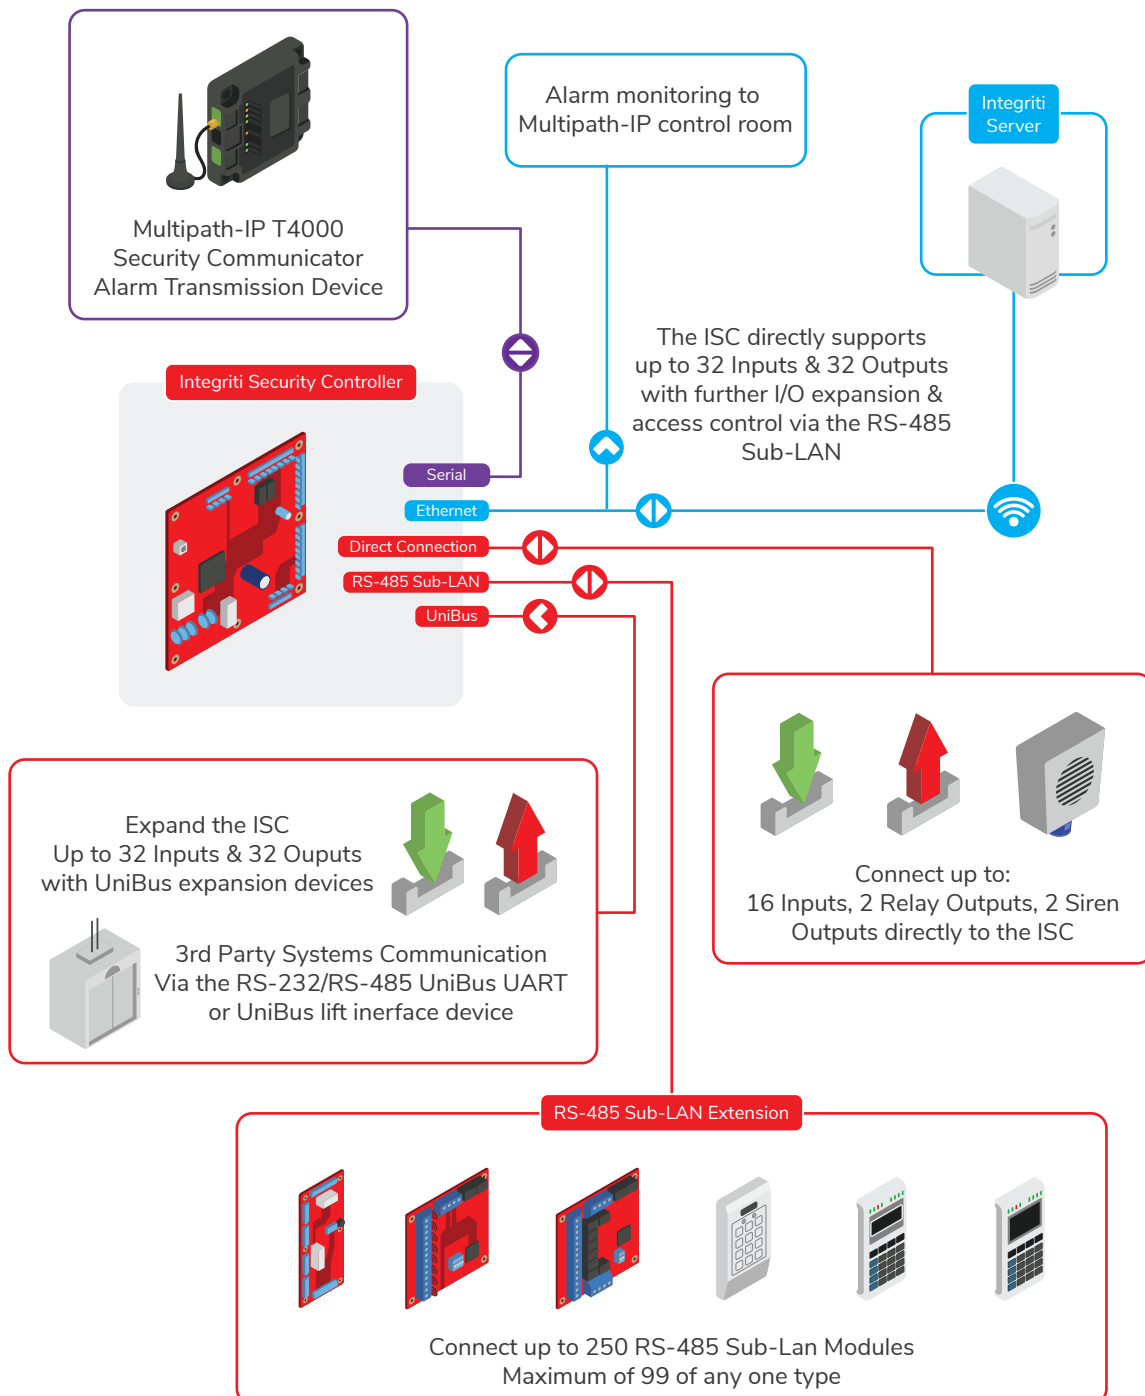 Multipath-IP T4000
Security Communicator
Alarm Transmission Device
Alarm monitoring to
Multipath-IP control room
Integriti
Server
The ISC directly supports
up to 32 Inputs & 32 Outputs
with further I/O expansion &
access control via the RS-485
Sub-LAN
Integriti Security Controller
Serial
Ethernet
Direct Connection
RS-485 Sub-LAN
UniBus
Connect up to:
16 Inputs, 2 Relay Outputs, 2 Siren
Outputs directly to the ISC
Expand the ISC
Up to 32 Inputs & 32 Ouputs
with UniBus expansion devices
3rd Party Systems Communication
Via the RS-232/RS-485 UniBus UART
or UniBus lift inerface device
RS-485 Sub-LAN Extension
Connect up to 250 RS-485 Sub-Lan Modules
Maximum of 99 of any one type